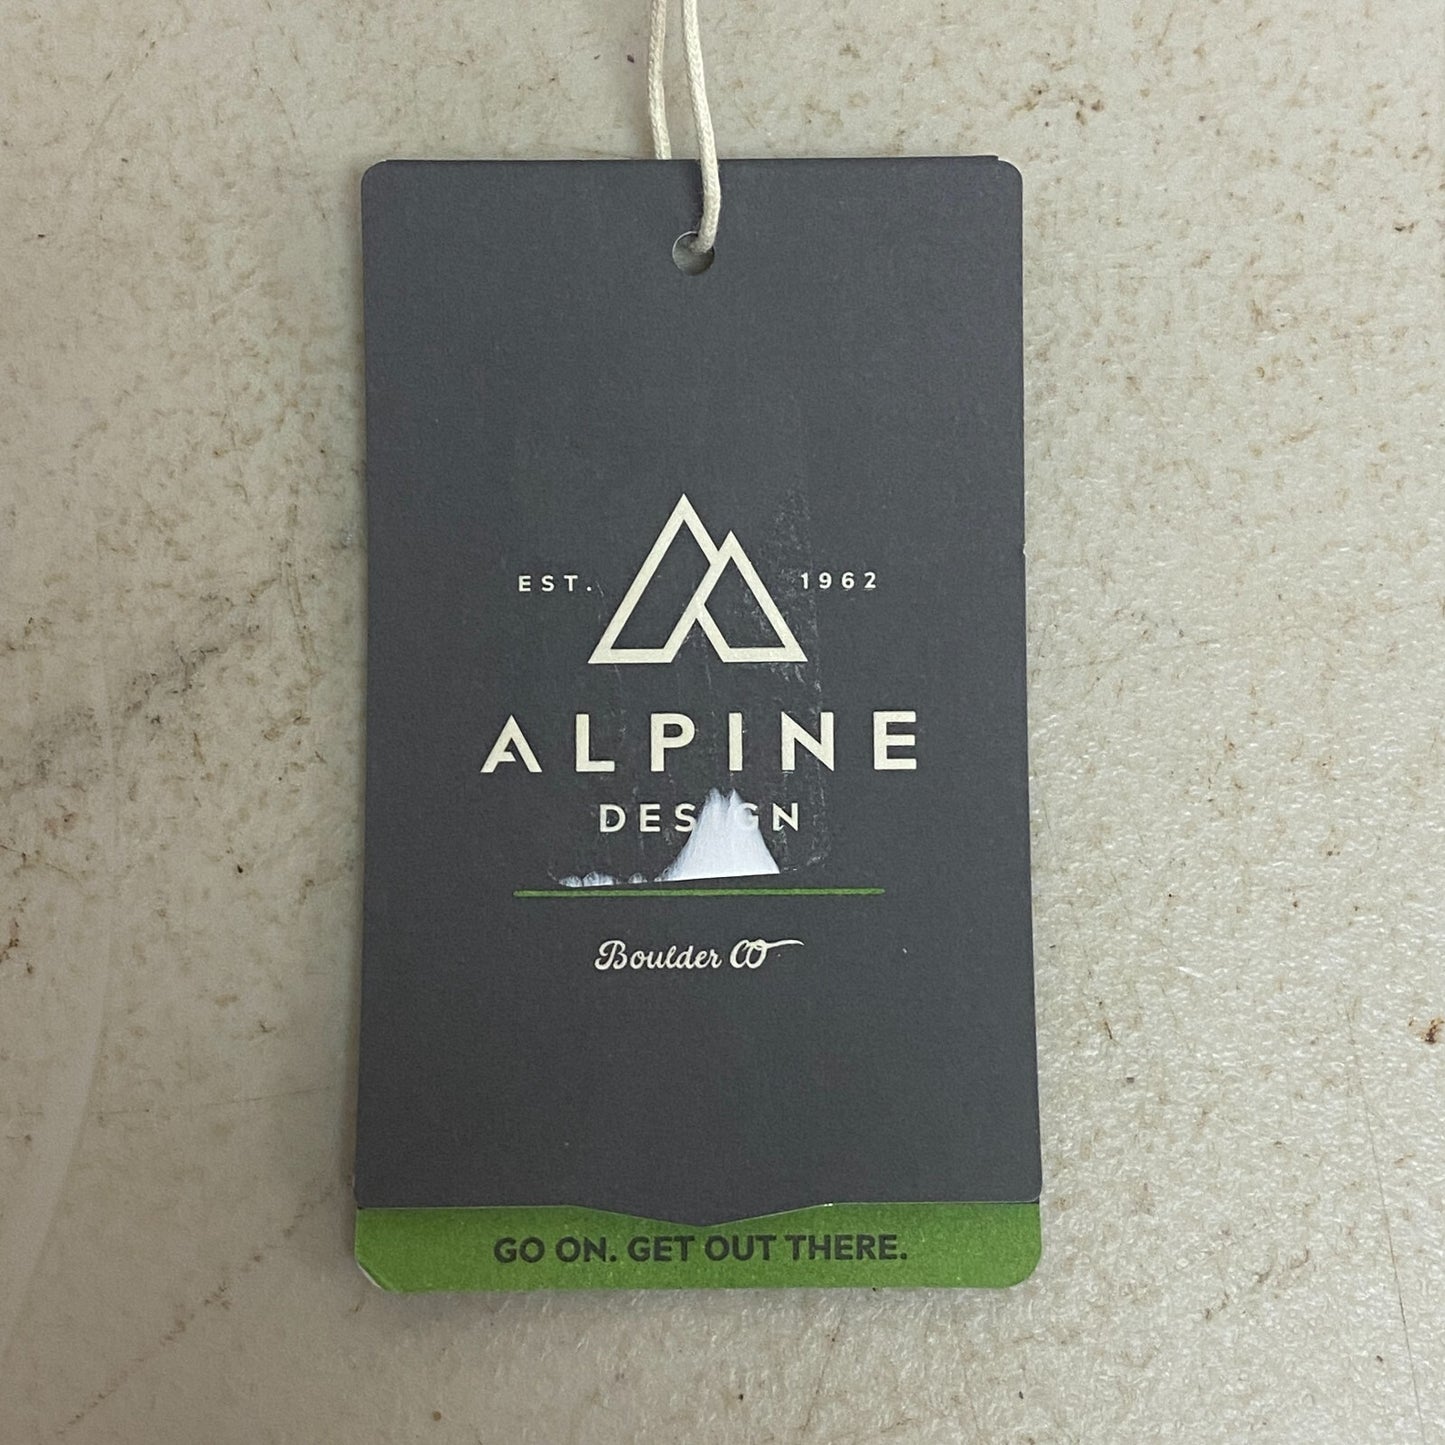 EST. 1962
ALPINE
DESIGN
Boulder CO
GO ON. GET OUT THERE.